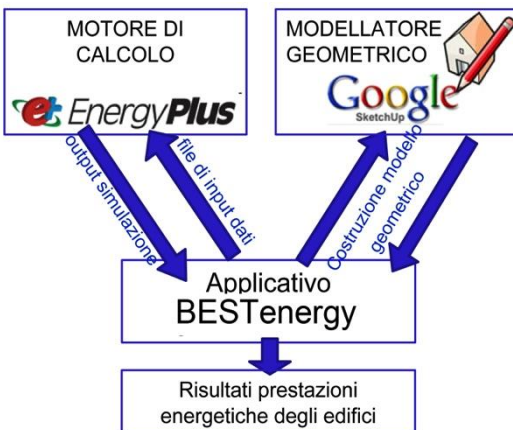 MOTORE DI
CALCOLO
et EnergyPlus
MODELLATORE
GEOMETRICO
Google
SketchUp
output simulazione
file di input dati
Costruzione modello
geometrico
Applicativo
BESTenergy
Risultati prestazioni
energetiche degli edifici